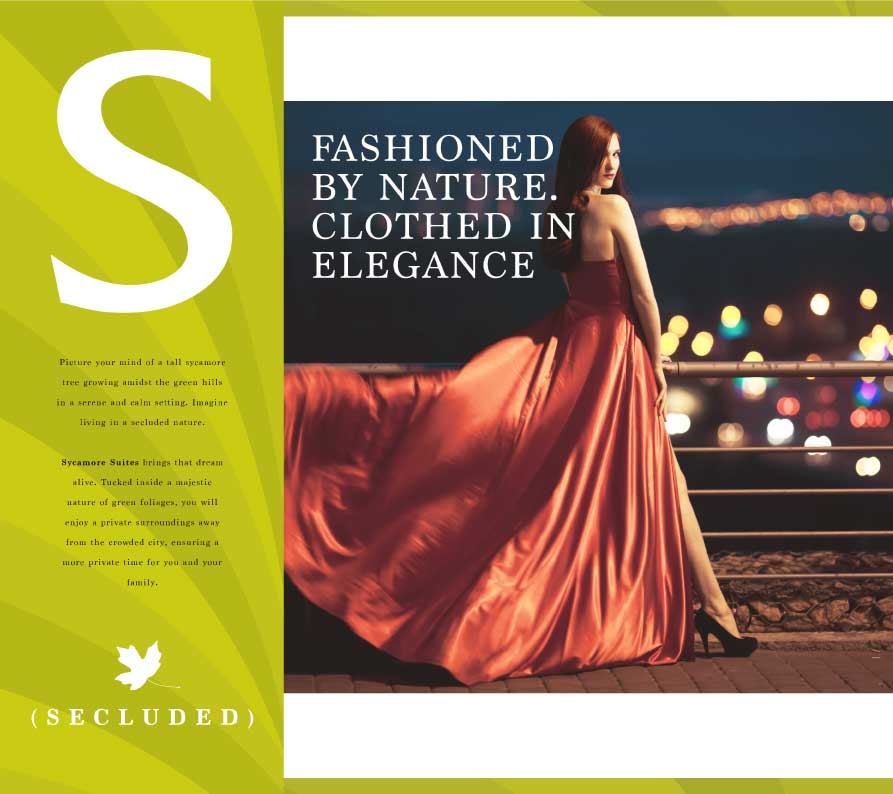 S
Picture your mind of a tall sycamore
tree growing amidst the green hills
in a serene and calm setting. Imagine
living in a secluded nature.
Sycamore Suites brings that dream
alive. Tucked inside a majestic
nature of green foliages, you will
enjoy a private surroundings away
from the crowded city, ensuring a
more private time for you and your
family.
(SECLUDED)
FASHIONED
BY NATURE.
CLOTHED IN
ELEGANCE